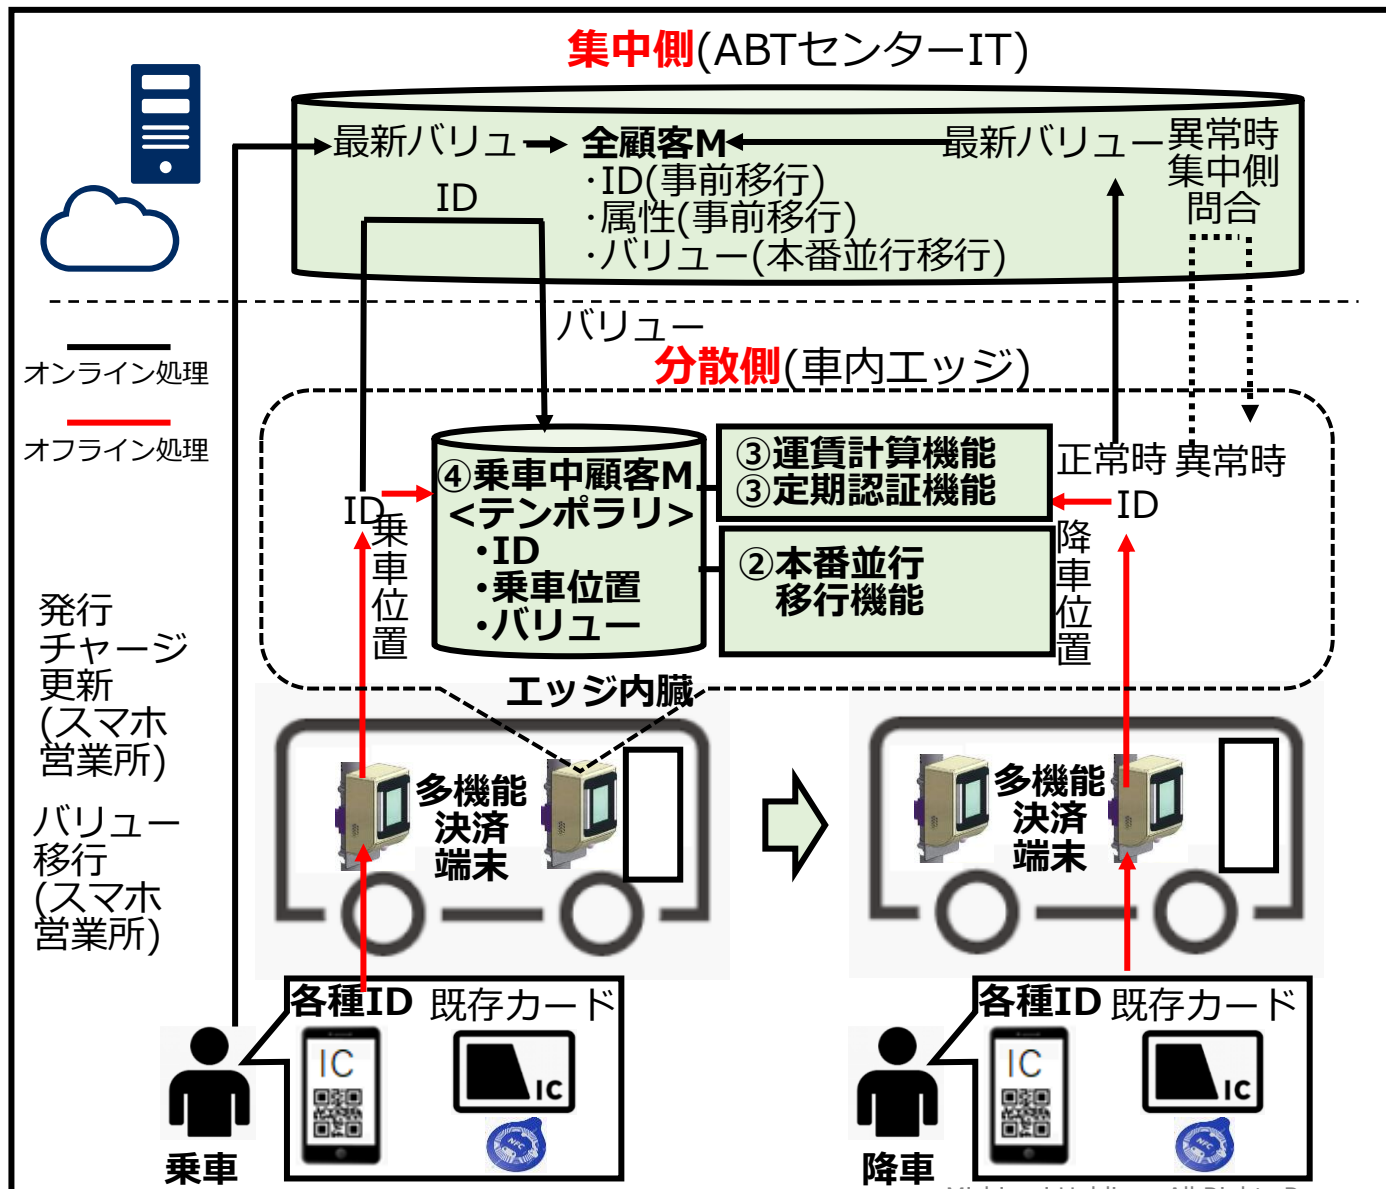 集中側(ABTセンターIT)
最新バリュー
全顧客M
・ID(事前移行)
・属性(事前移行)
・バリュー(本番並行移行)
最新バリュー
異常時
集中側
問合
ID
バリュー
オンライン処理
オフライン処理
分散側(車内エッジ)
④乗車中顧客M
<テンポラリ>
・ID
・乗車位置
・バリュー
③運賃計算機能
③定期認証機能
②本番並行
移行機能
ID
乗車位置
正常時
異常時
ID
降車位置
エッジ内臓
発行
チャージ
更新
(スマホ
営業所)
バリュー
移行
(スマホ
営業所)
多機能
決済
端末
多機能
決済
端末
各種ID
既存カード
IC
IC
NFC
乗車
各種ID
既存カード
IC
IC
NFC
降車